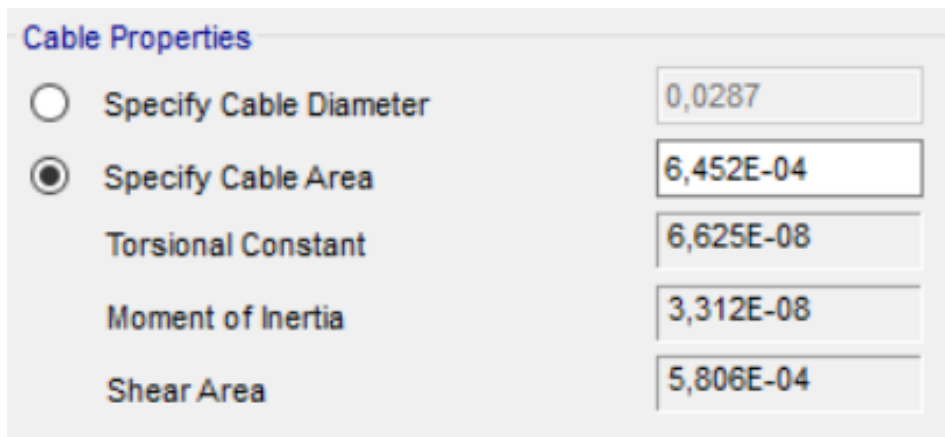 Cable Properties
Specify Cable Diameter 0,0287
Specify Cable Area 6,452E-04
Torsional Constant 6,625E-08
Moment of Inertia 3,312E-08
Shear Area 5,806E-04